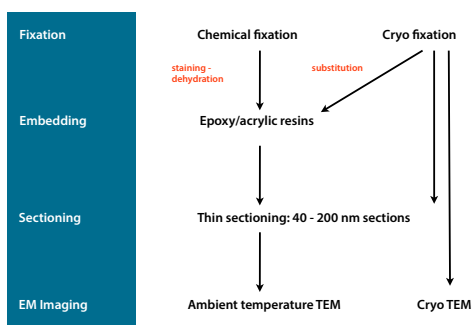 Fixation
Chemical fixation
Cryo fixation
staining -
dehydration
substitution
Embedding
Epoxy/acrylic resins
Sectioning
Thin sectioning: 40 - 200 nm sections
EM Imaging
Ambient temperature TEM
Cryo TEM